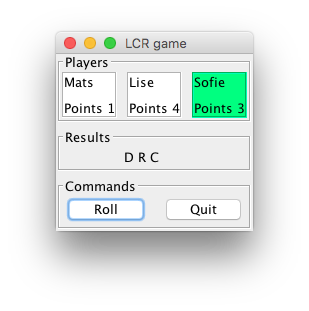 LCR game
Players
Mats Lise Sofie
Points 1 Points 4 Points 3
Results
D R C
Commands
Roll Quit